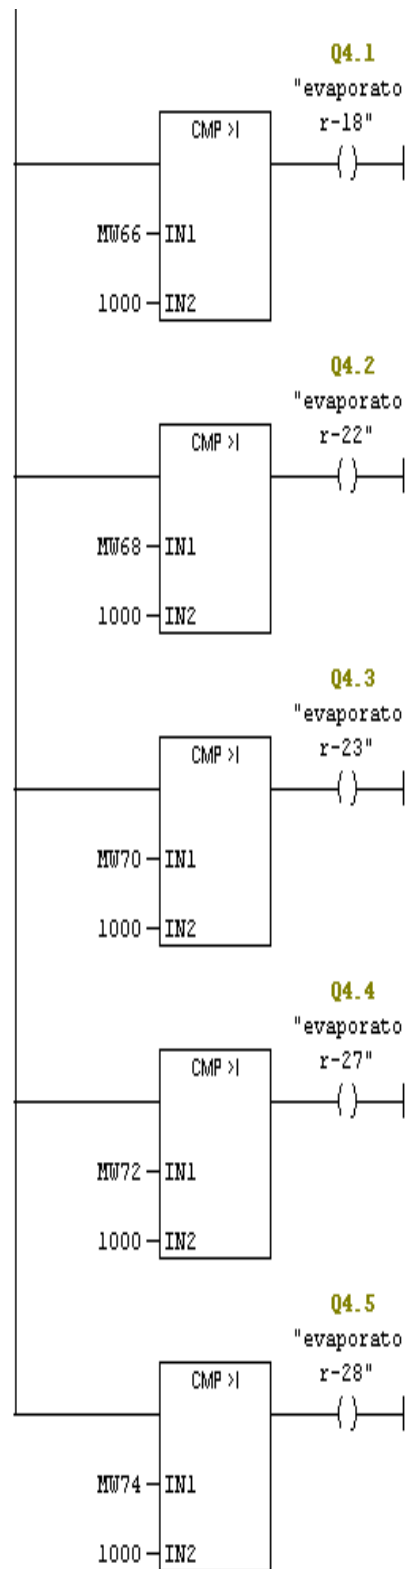 Q4.1
"evaporato
r-18"
CMP >I
MW66 IN1
1000 IN2
Q4.2
"evaporato
r-22"
CMP >I
MW68 IN1
1000 IN2
Q4.3
"evaporato
r-23"
CMP >I
MW70 IN1
1000 IN2
Q4.4
"evaporato
r-27"
CMP >I
MW72 IN1
1000 IN2
Q4.5
"evaporato
r-28"
CMP >I
MW74 IN1
1000 IN2